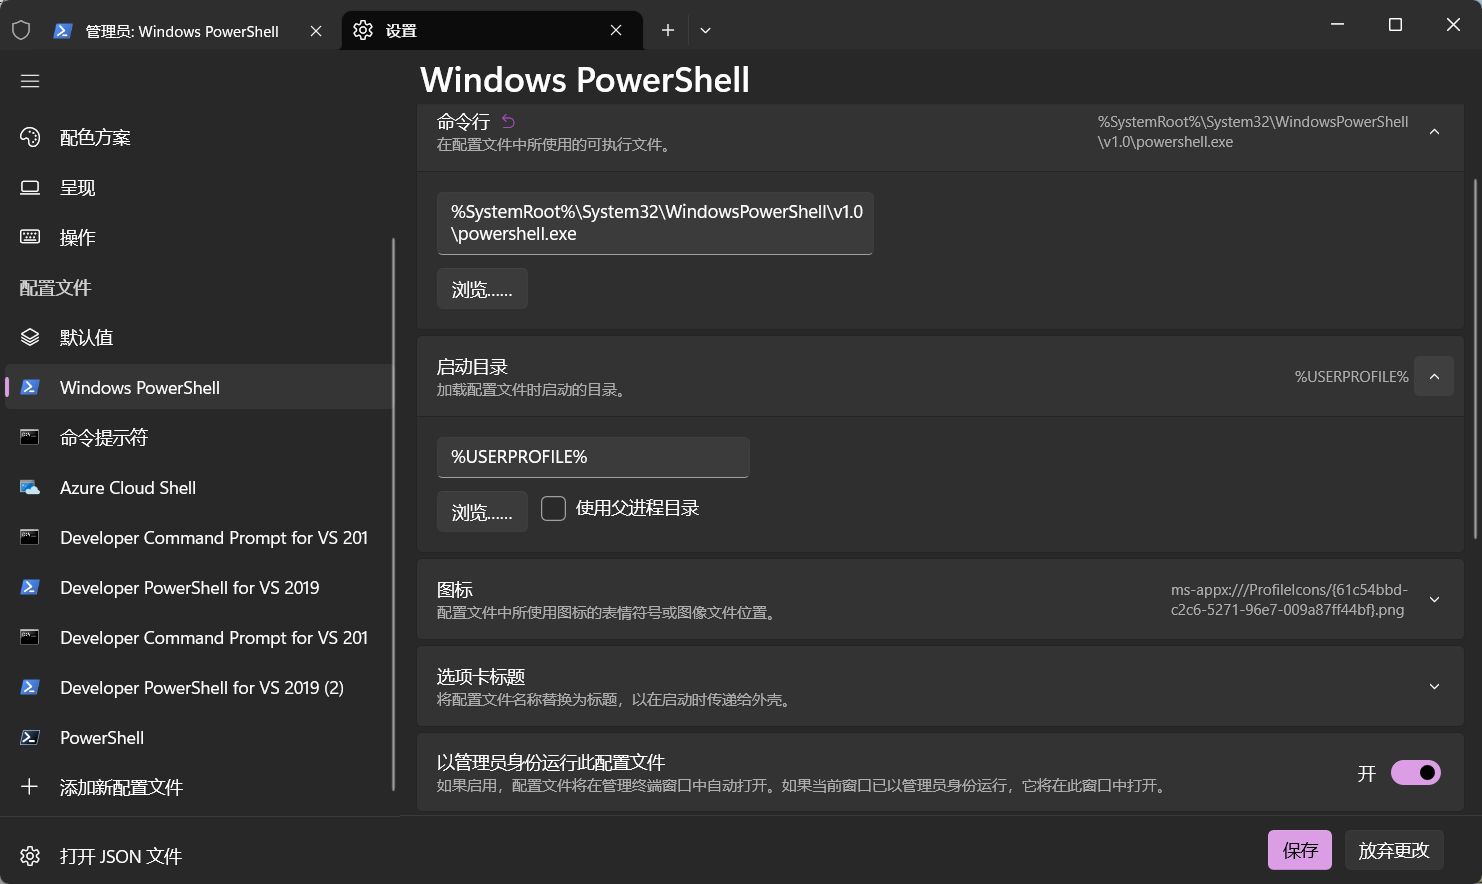 管理员: Windows PowerShell
设置
Windows PowerShell
配色方案
呈现
操作
配置文件
默认值
Windows PowerShell
命令提示符
Azure Cloud Shell
Developer Command Prompt for VS 201
Developer PowerShell for VS 2019
Developer Command Prompt for VS 201
Developer PowerShell for VS 2019 (2)
PowerShell
添加新配置文件
打开 JSON 文件
命令行
在配置文件中所使用的可执行文件。
%SystemRoot%\System32\WindowsPowerShell
\v1.0\powershell.exe
%SystemRoot%\System32\WindowsPowerShell\v1.0
\powershell.exe
浏览......
启动目录
加载配置文件时启动的目录。
%USERPROFILE%
%USERPROFILE%
浏览......
使用父进程目录
图标
配置文件中所使用图标的表情符号或图像文件位置。
ms-appx:///ProfileIcons/{61c54bbd-
c2c6-5271-96e7-009a87ff44bf}.png
选项卡标题
将配置文件名称替换为标题，以在启动时传递给外壳。
以管理员身份运行此配置文件
如果启用，配置文件将在管理终端窗口中自动打开。如果当前窗口已以管理员身份运行，它将在此窗口中打开。
开
保存
放弃更改